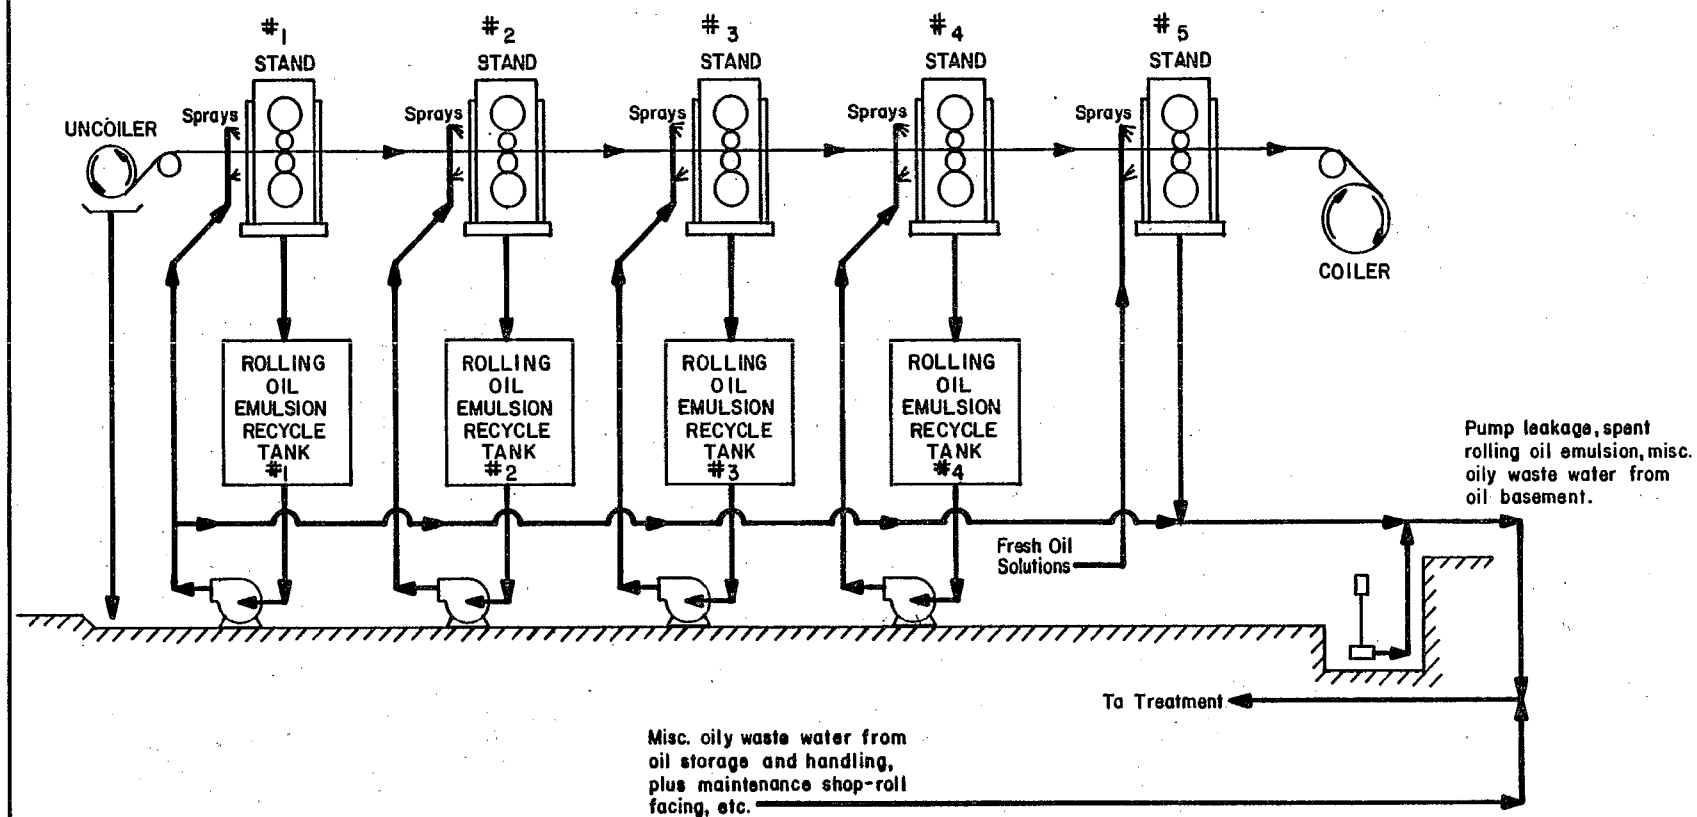 #1
STAND
#2
STAND
#3
STAND
#4
STAND
#5
STAND
UNCOILER
Sprays
Sprays
Sprays
Sprays
Sprays
COILER
ROLLING
OIL
EMULSION
RECYCLE
TANK
#1
ROLLING
OIL
EMULSION
RECYCLE
TANK
#2
ROLLING
OIL
EMULSION
RECYCLE
TANK
#3
ROLLING
OIL
EMULSION
RECYCLE
TANK
#4
Pump leakage, spent
rolling oil emulsion, misc.
oily waste water from
oil basement.
Fresh Oil
Solutions
Ta Treatment
Misc. oily waste water from
oil storage and handling,
plus maintenance shop-roll
facing, etc.